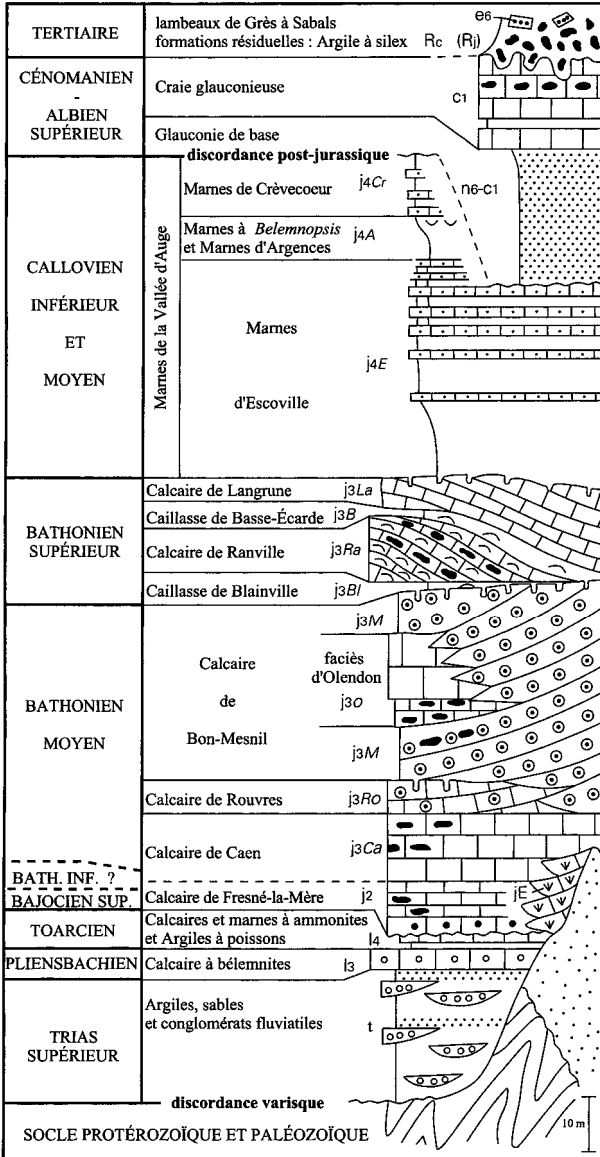 TERTIAIRE
lambeaux de Grès à Sabals
formations résiduelles : Argile à silex Rc (Rj)
e6
CÉNOMANIEN
-
ALBIEN
SUPÉRIEUR
Craie glauconieuse
c1
Glauconie de base
discordance post-jurassique
CALLOVIEN
INFÉRIEUR
ET
MOYEN
Marnes de la Vallée d'Auge
Marnes de Crèvecoeur j4Cr
n6-c1
Marnes à Belemnopsis
et Marnes d'Argences j4A
Marnes
j4E
d'Escoville
BATHONIEN
SUPÉRIEUR
Calcaire de Langrune j3La
Caillasse de Basse-Écarde j3B
Calcaire de Ranville j3Ra
Caillasse de Blainville j3Bl
BATHONIEN
MOYEN
j3M
Calcaire
de
Bon-Mesnil
faciès
d'Olendon
j3O
j3M
Calcaire de Rouvres j3Ro
Calcaire de Caen j3Ca
BATH. INF. ?
BAJOCIEN SUP.
Calcaire de Fresné-la-Mère j2
jE
TOARCIEN
Calcaires et marnes à ammonites
et Argiles à poissons l4
PLIENSBACHIEN
Calcaire à bélemnites l3
TRIAS
SUPÉRIEUR
Argiles, sables
et conglomérats fluviatiles t
discordance varisque
SOCLE PROTÉROZOÏQUE ET PALÉOZOÏQUE
10 m